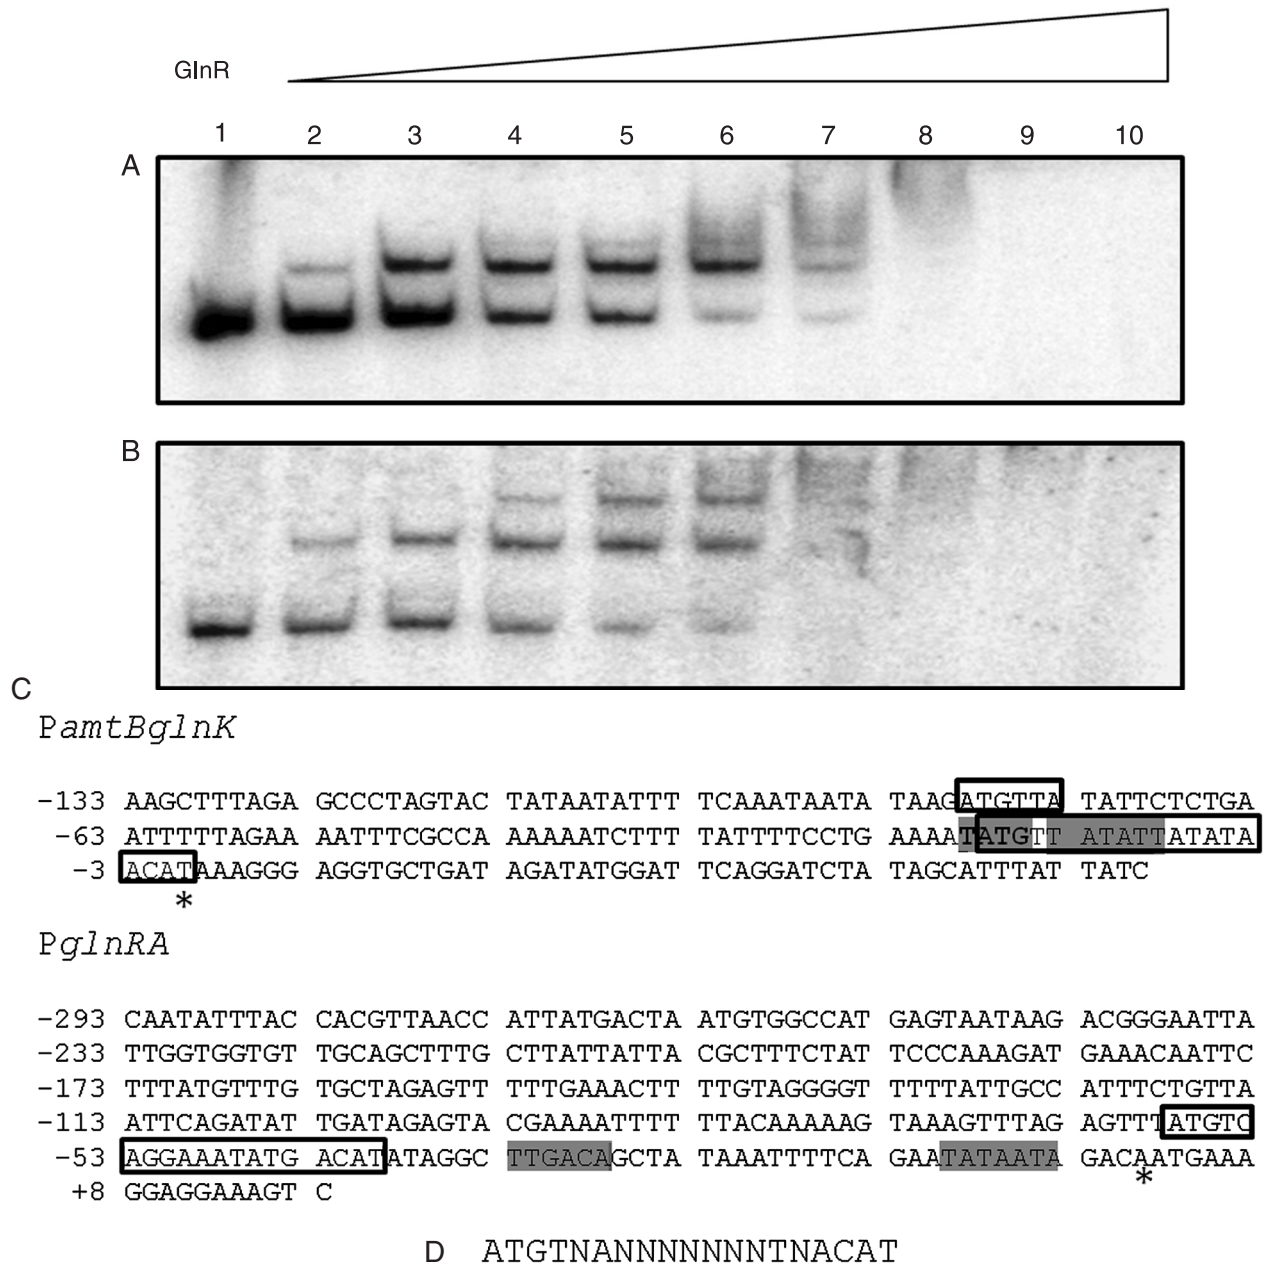 GlnR
1 2 3 4 5 6 7 8 9 10
A
B
C
PamtBglnK
-133 AAGCTTTAGA GCCCTAGTAC TATAATATTT TCAAATAATA TAAGATGTTA TATTCTCTGA
-63 ATTTTTAGAA AATTTCGCCA AAAAATCTTT TATTTTCCTG AAAATATGTT ATATTATATA
-3 ACATAAAGGG AGGTGCTGAT AGATATGGAT TCAGGATCTA TAGCATTTAT TATC
*
PglnRA
-293 CAATATTTAC CACGTTAACC ATTATGACTA ATGTGGCCAT GAGTAATAAG ACGGGAATTA
-233 TTGGTGGTGT TGCAGCTTTG CTTATTATTA CGCTTTCTAT TCCCAAAGAT GAAACAATTC
-173 TTTATGTTTG TGCTAGAGTT TTTGAAACTT TTGTAGGGGT TTTTATTGCC ATTTCTGTTA
-113 ATTCAGATAT TGATAGAGTA CGAAAATTTT TTACAAAAAG TAAAGTTTAG AGTTTATGTC
-53 AGGAAATATG ACATATAGGC TTGACAGCTA TAAATTTTCA GAATATAATA GACAATGAAA
*
+8 GGAGGAAAGT C
D ATGTNANNNNNNNTNACAT